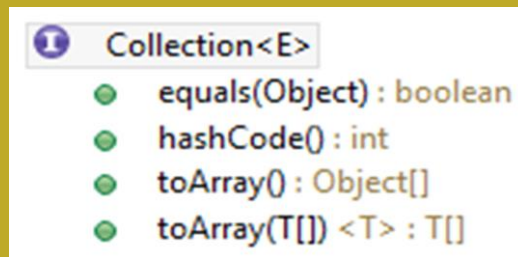 I Collection<E>
equals(Object) : boolean
hashCode() : int
toArray() : Object[]
toArray(T[]) <T> : T[]